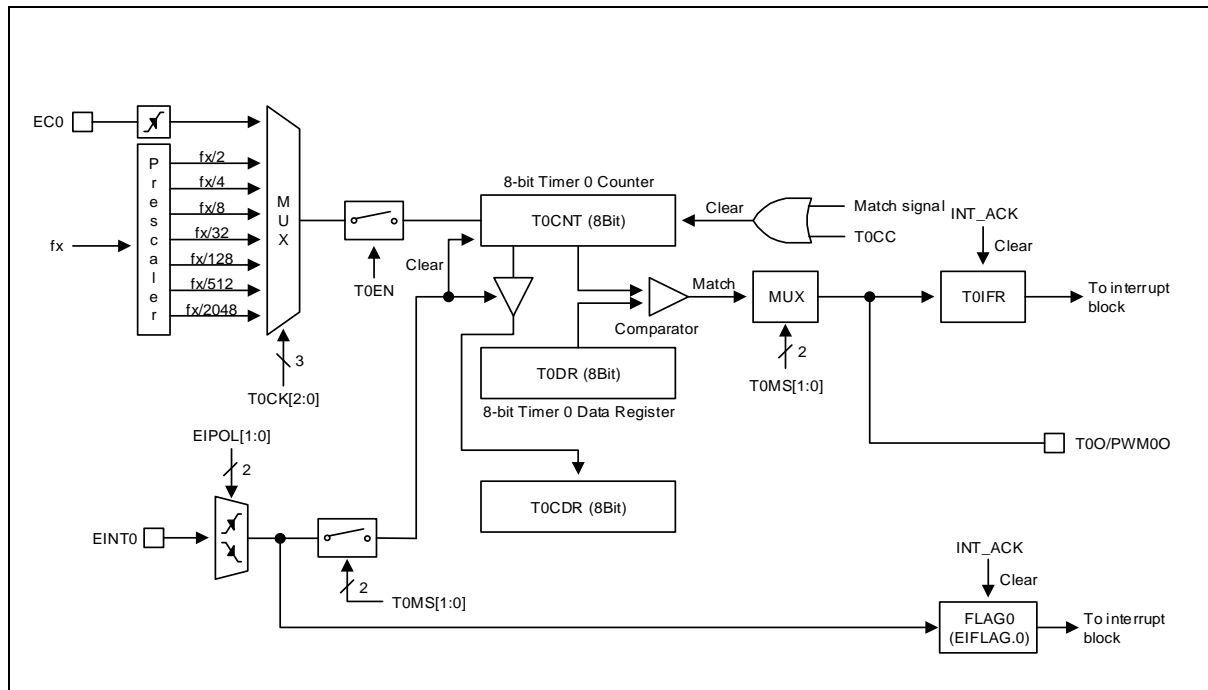 EC0
P
r
e
s
c
a
l
e
r
fx
fx/2
fx/4
fx/8
fx/32
fx/128
fx/512
fx/2048
M
U
X
3
T0CK[2:0]
T0EN
8-bit Timer 0 Counter
T0CNT (8Bit)
Clear
Clear
Match signal
T0CC
INT_ACK
Clear
Match
Comparator
MUX
2
T0MS[1:0]
T0IFR
To interrupt
block
T0DR (8Bit)
8-bit Timer 0 Data Register
T0O/PWM0O
T0CDR (8Bit)
EIPOL[1:0]
2
EINT0
2
T0MS[1:0]
INT_ACK
Clear
FLAG0
(EIFLAG.0)
To interrupt
block